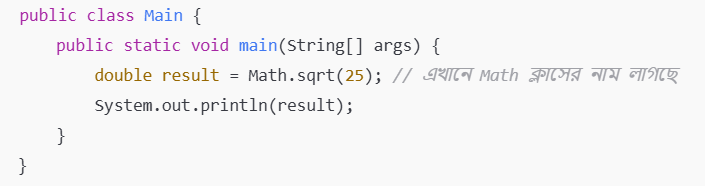 public class Main {
    public static void main(String[] args) {
        double result = Math.sqrt(25); // এখানে Math ক্লাসের নাম লাগছে
        System.out.println(result);
    }
}